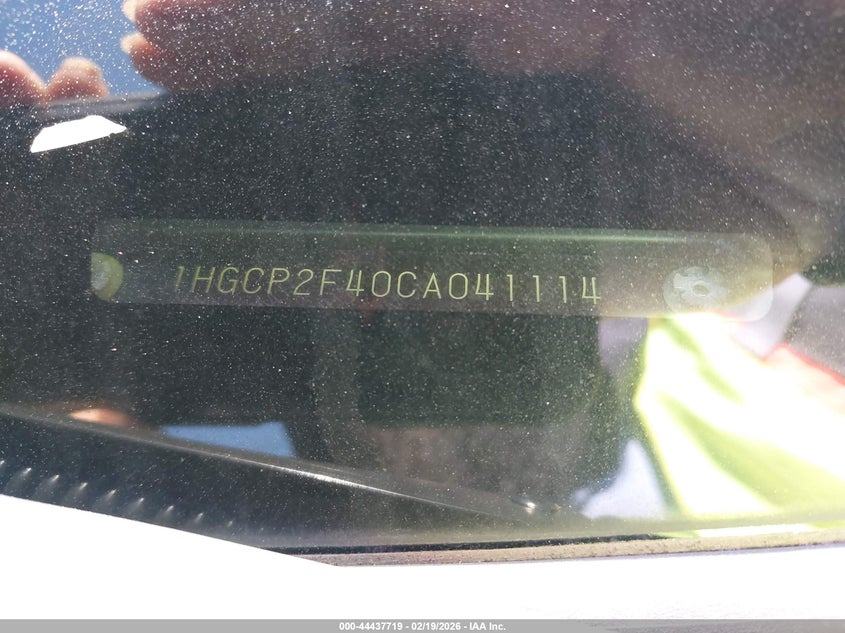 1HGCP2F40CA041114
000-44437719 - 02/19/2026 - IAA Inc.